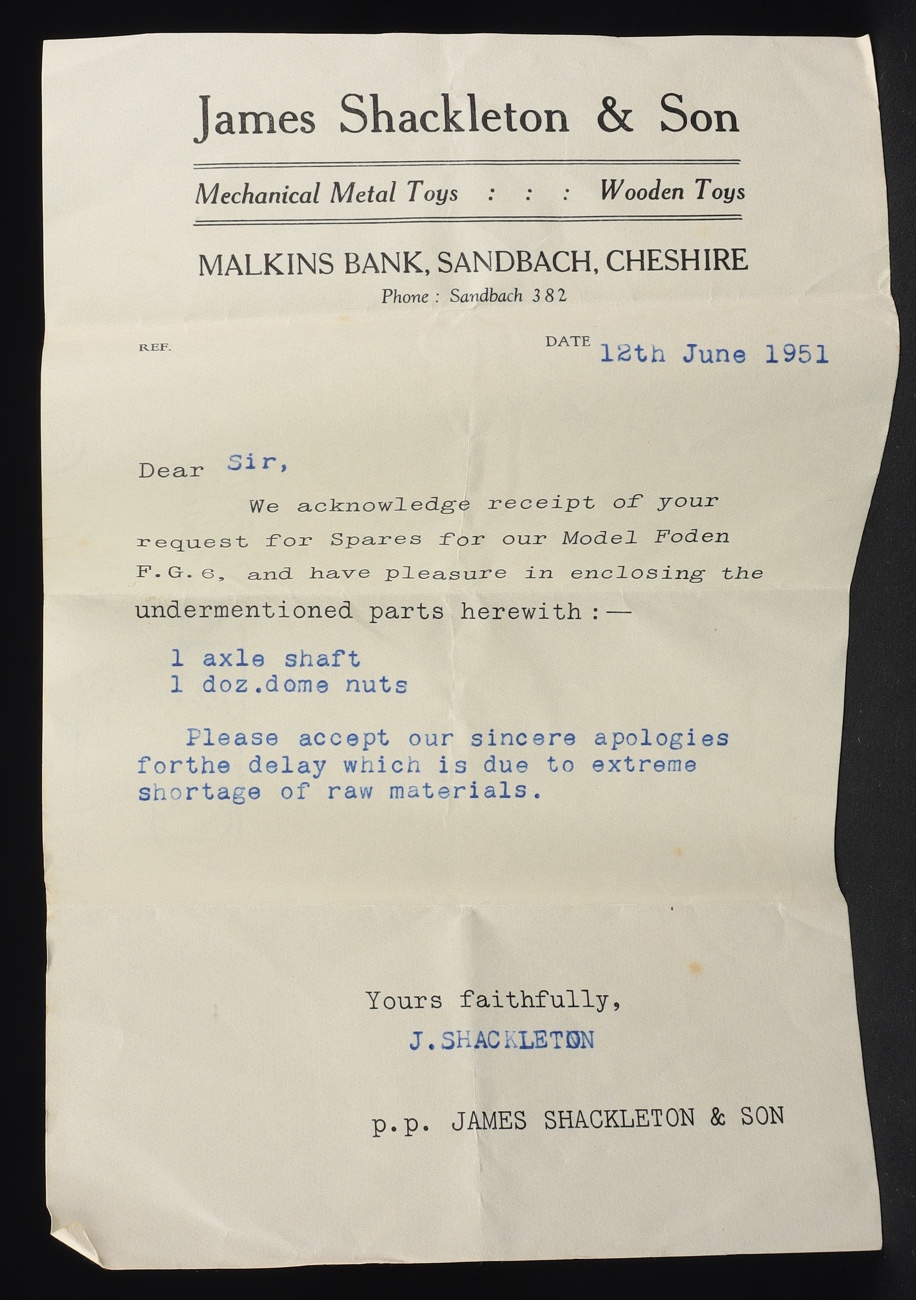 James Shackleton & Son
Mechanical Metal Toys : : : Wooden Toys
MALKINS BANK, SANDBACH, CHESHIRE
Phone : Sandbach 382
REF.
DATE 12th June 1951
Dear Sir,
We acknowledge receipt of your
request for Spares for our Model Foden
F.G.6, and have pleasure in enclosing the
undermentioned parts herewith :—
1 axle shaft
1 doz.dome nuts
Please accept our sincere apologies
forthe delay which is due to extreme
shortage of raw materials.
Yours faithfully,
J.SHACKLETON
p.p. JAMES SHACKLETON & SON